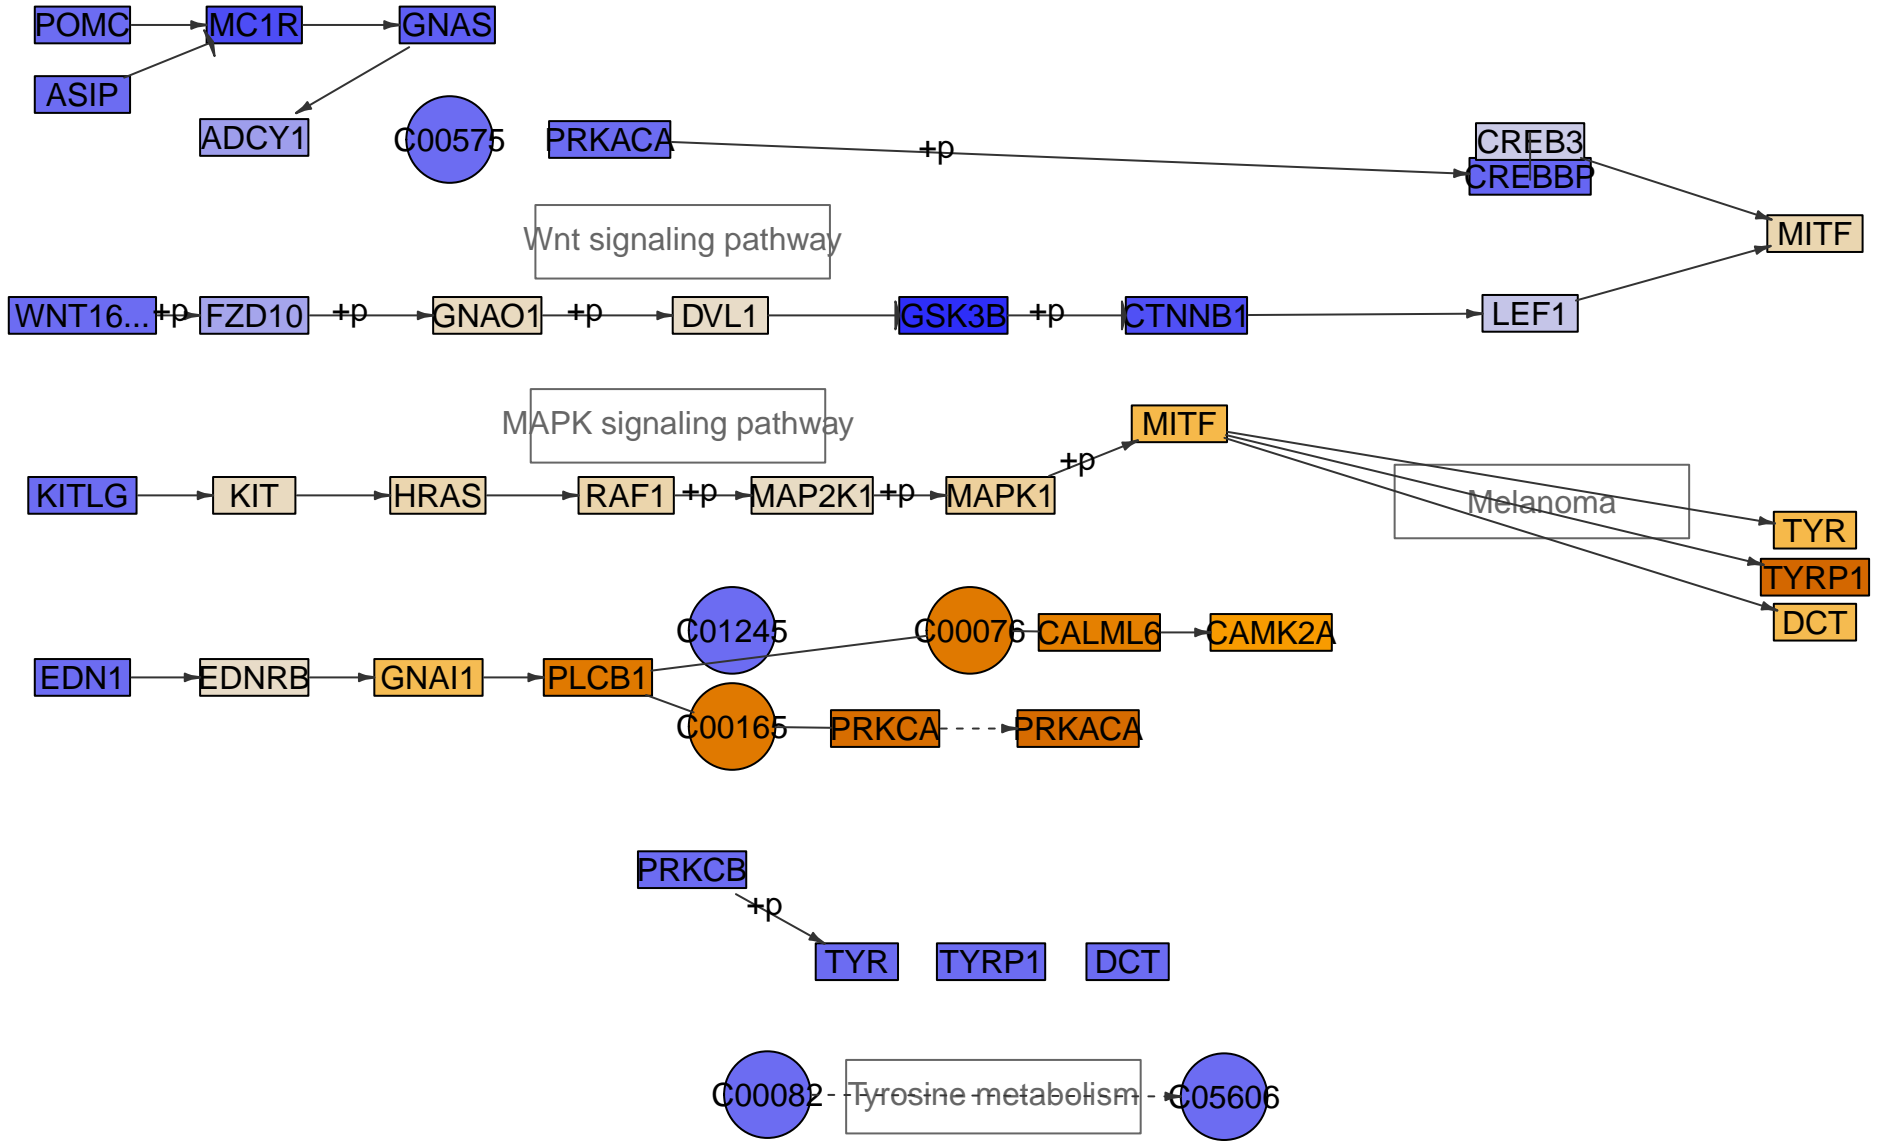 POMC
MC1R
GNAS
ASIP
ADCY1
C00575
PRKACA
+p
CREB3
CREBBP
MITF
Wnt signaling pathway
WNT16...
+p
FZD10
+p
GNAO1
+p
DVL1
GSK3B
+p
CTNNB1
LEF1
MAPK signaling pathway
MITF
+p
KITLG
KIT
HRAS
RAF1
+p
MAP2K1
+p
MAPK1
Melanoma
TYR
TYRP1
DCT
C01245
C00076
CALML6
CAMK2A
EDN1
EDNRB
GNAI1
PLCB1
C00165
PRKCA
PRKACA
PRKCB
+p
TYR
TYRP1
DCT
C00082
Tyrosine metabolism
C05606